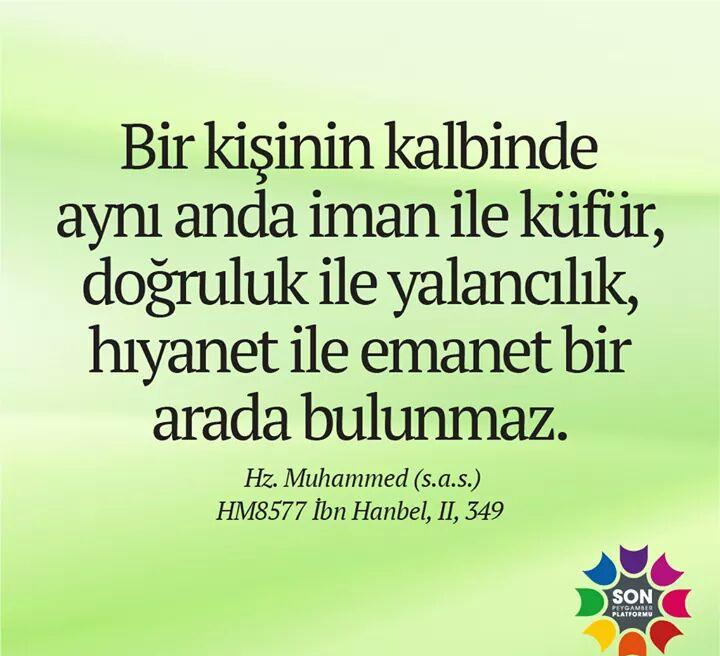 Bir kişinin kalbinde
aynı anda iman ile küfür,
doğruluk ile yalancılık,
hıyanet ile emanet bir
arada bulunmaz.
Hz. Muhammed (s.a.s.)
HM8577 İbn Hanbel, II, 349
SON
PEYGAMBER
PLATFORMU